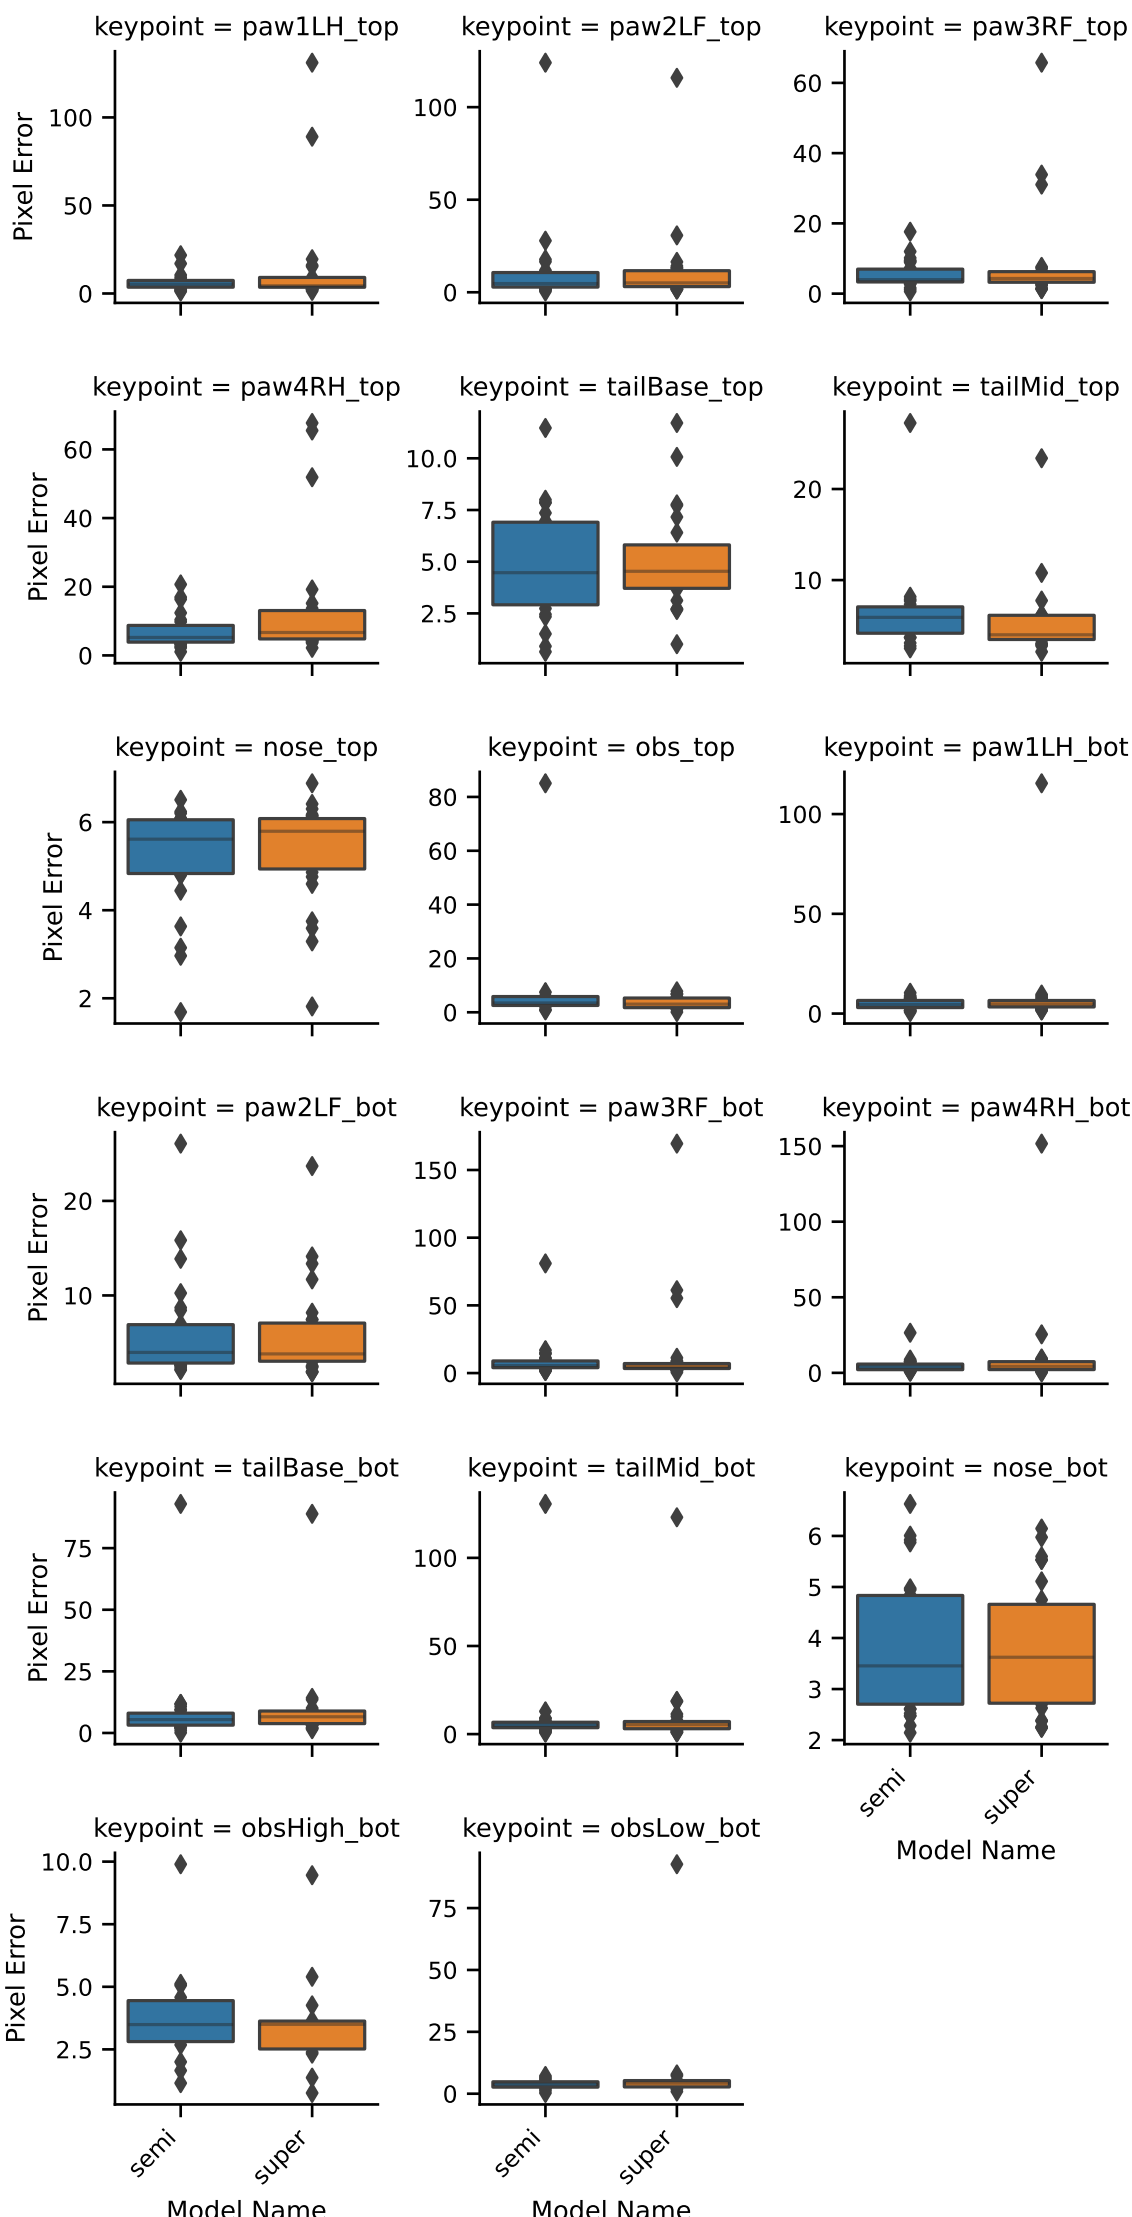 keypoint = paw1LH_top
keypoint = paw2LF_top
keypoint = paw3RF_top
Pixel Error
100
50
0
100
50
0
60
40
20
0
keypoint = paw4RH_top
keypoint = tailBase_top
keypoint = tailMid_top
Pixel Error
60
40
20
0
10.0
7.5
5.0
2.5
20
10
keypoint = nose_top
keypoint = obs_top
keypoint = paw1LH_bot
Pixel Error
6
4
2
80
60
40
20
0
100
50
0
keypoint = paw2LF_bot
keypoint = paw3RF_bot
keypoint = paw4RH_bot
Pixel Error
20
10
150
100
50
0
150
100
50
0
keypoint = tailBase_bot
keypoint = tailMid_bot
keypoint = nose_bot
Pixel Error
75
50
25
0
100
50
0
6
5
4
3
2
semi
super
Model Name
keypoint = obsHigh_bot
keypoint = obsLow_bot
Pixel Error
10.0
7.5
5.0
2.5
75
50
25
0
semi
super
semi
super
Model Name
Model Name